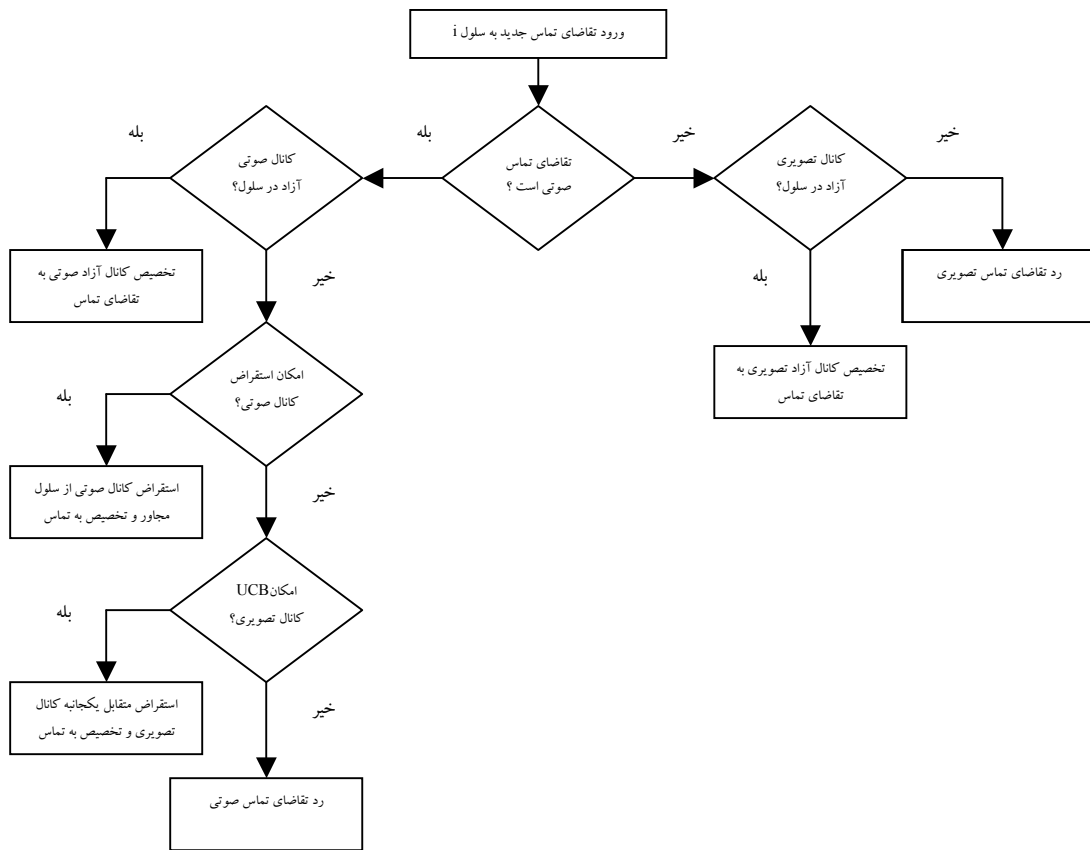 ورود تقاضای تماس جدید به سلول i
بله
کانال صوتی
آزاد در سلول؟
بله
تقاضای تماس
صوتی است ؟
خیر
کانال تصویری
آزاد در سلول؟
خیر
تخصیص کانال آزاد صوتی به
تقاضای تماس
خیر
بله
رد تقاضای تماس تصویری
تخصیص کانال آزاد تصویری به
تقاضای تماس
بله
امکان استقراض
کانال صوتی؟
استقراض کانال صوتی از سلول
مجاور و تخصیص به تماس
خیر
امکان UCB
کانال تصویری؟
بله
استقراض متقابل یکجانبه کانال
تصویری و تخصیص به تماس
خیر
رد تقاضای تماس صوتی